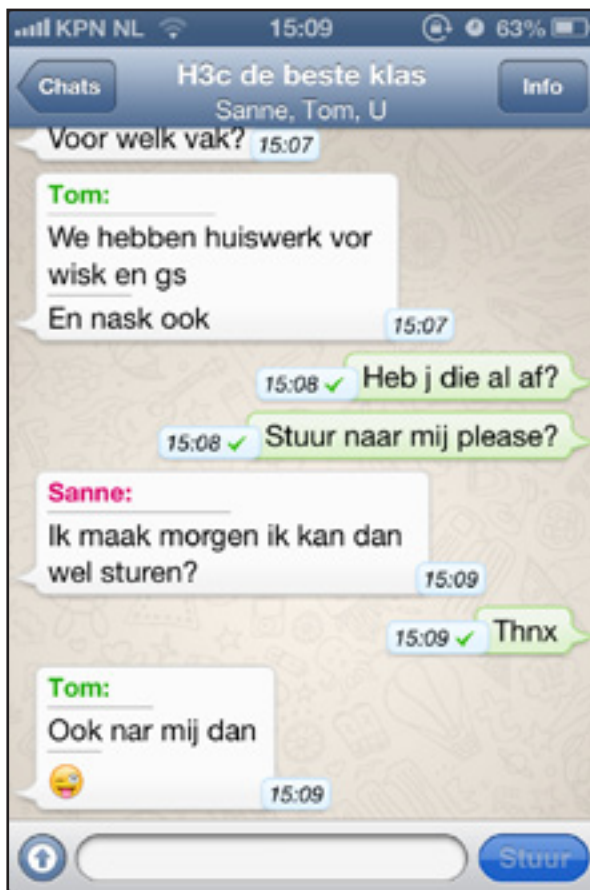 KPN NL 15:09 63%
Chats H3c de beste klas Info
Sanne, Tom, U
Voor welk vak? 15:07
Tom:
We hebben huiswerk vor
wisk en gs
En nask ook 15:07
15:08 Heb j die al af?
15:08 Stuur naar mij please?
Sanne:
Ik maak morgen ik kan dan
wel sturen? 15:09
15:09 Thnx
Tom:
Ook nar mij dan
15:09
Stuur